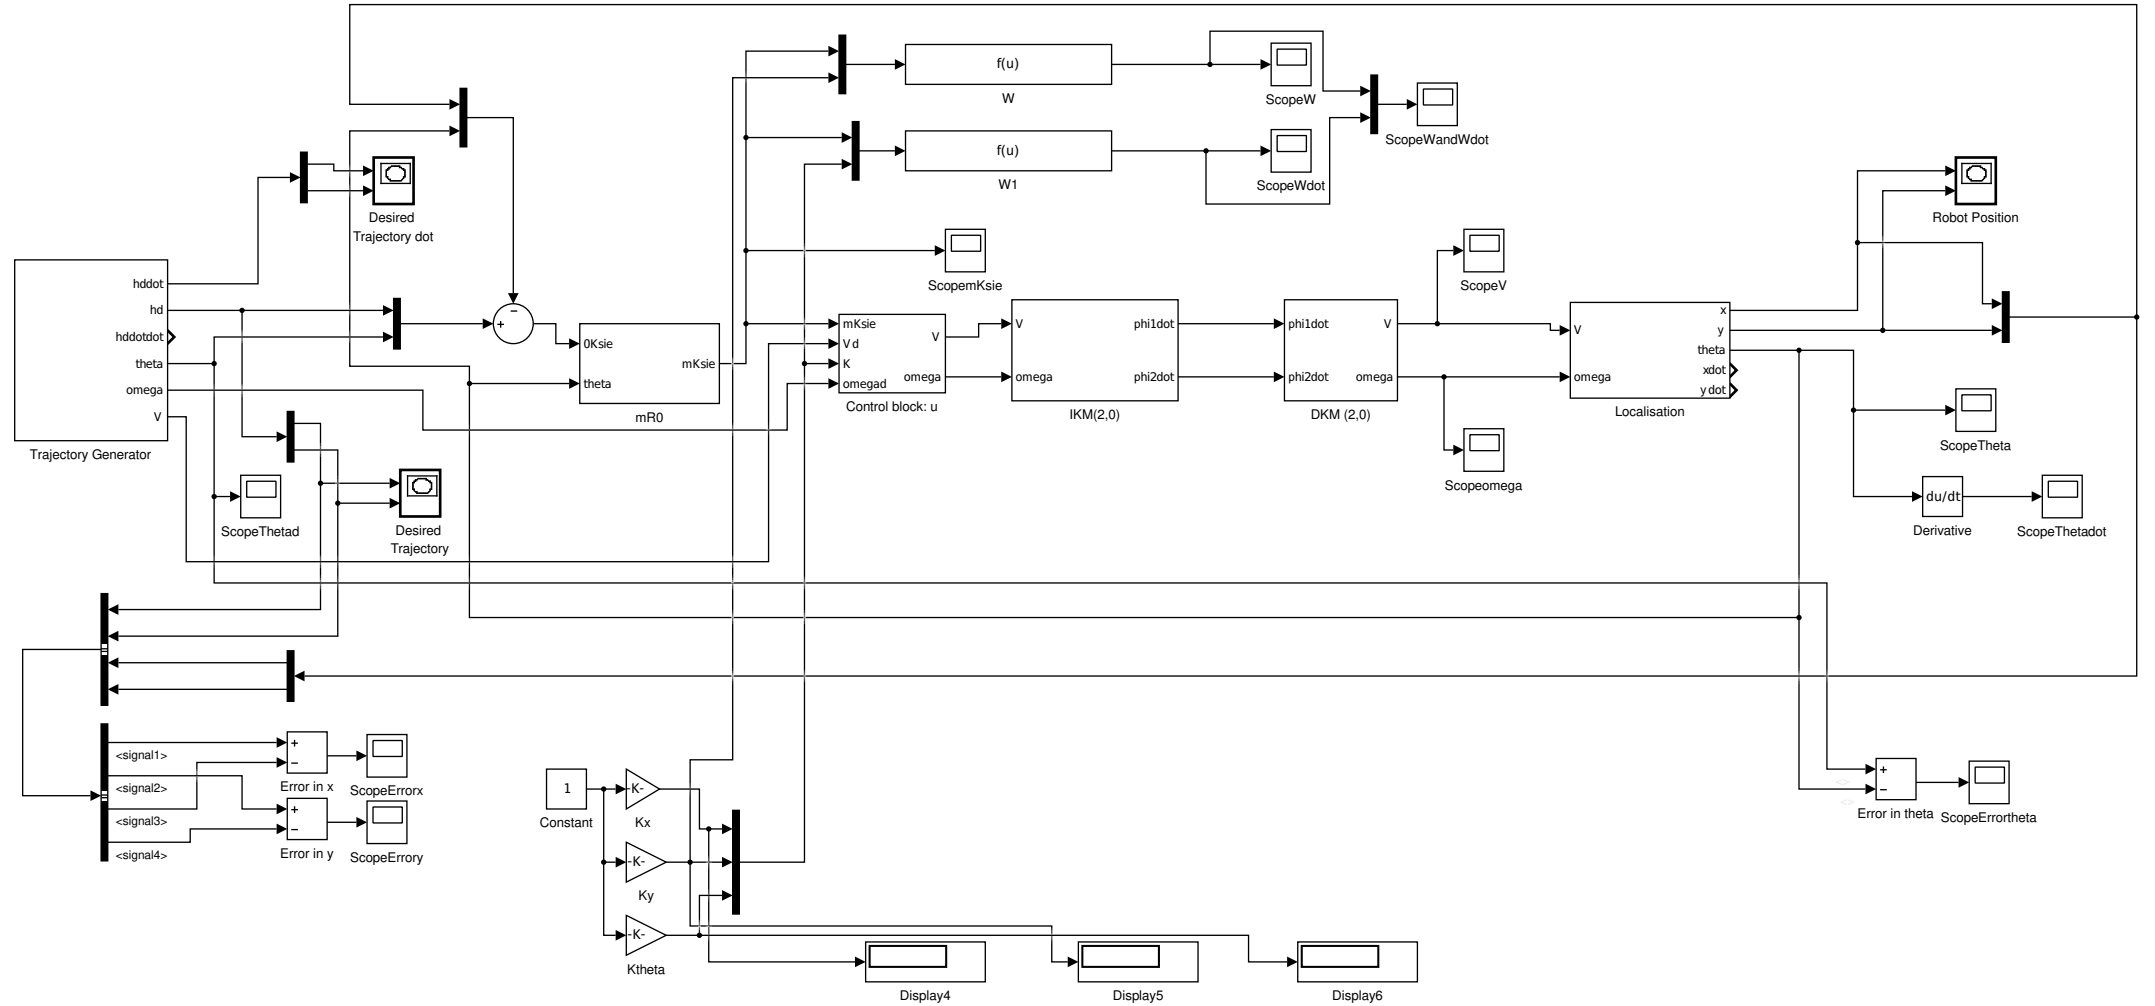 f(u)
W
ScopeW
ScopeWandWdot
f(u)
W1
ScopeWdot
Desired
Trajectory dot
Robot Position
ScopemKsie
ScopeV
hddot
hd
hddotdot
theta
omega
V
Trajectory Generator
−
+
0Ksie
theta
mKsie
mR0
mKsie
Vd
K
omegad
V
omega
Control block: u
V
omega
phi1dot
phi2dot
IKM(2,0)
phi1dot
phi2dot
V
omega
DKM (2,0)
V
omega
x
y
theta
xdot
ydot
Localisation
ScopeTheta
Scopeomega
ScopeThetad
Desired
Trajectory
du/dt
Derivative
ScopeThetadot
<signal1>
<signal2>
<signal3>
<signal4>
+
−
Error in x
ScopeErrorx
+
−
Error in y
ScopeErrory
1
Constant
-K-
Kx
-K-
Ky
-K-
Ktheta
+
−
Error in theta
ScopeErrortheta
<>
<>
Display4
Display5
Display6